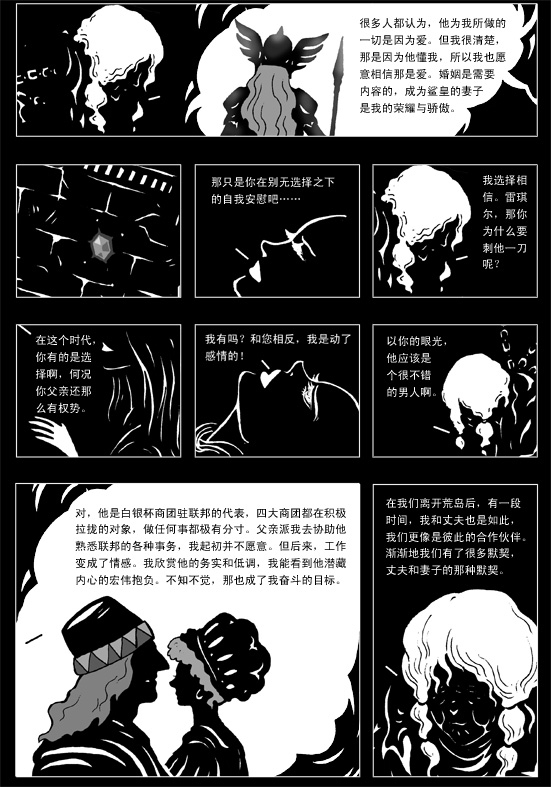 很多人都认为，他为我所做的
一切是因为爱。但我很清楚，
那是因为他懂我，所以我也愿
意相信那是爱。婚姻是需要
内容的，成为鲨皇的妻子
是我的荣耀与骄傲。
那只是你在别无选择之下
的自我安慰吧……
我选择相
信。雷琪
尔，那你
为什么要
刺他一刀
呢？
在这个时代，
你有的是选
择啊，何况
你父亲还那
么有权势。
我有吗？和您相反，我是动了
感情的！
以你的眼光，
他应该是
个很不错
的男人啊。
对，他是白银杯商团驻联邦的代表，四大商团都在积极
拉拢的对象，做任何事都极有分寸。父亲派我去协助他
熟悉联邦的各种事务，我起初并不愿意。但后来，工作
变成了情感。我欣赏他的务实和低调，我能看到他潜藏
内心的宏伟抱负。不知不觉，那也成了我奋斗的目标。
在我们离开荒岛后，有一段
时间，我和丈夫也是如此，
我们更像是彼此的合作伙伴。
渐渐地我们有了很多默契，
丈夫和妻子的那种默契。